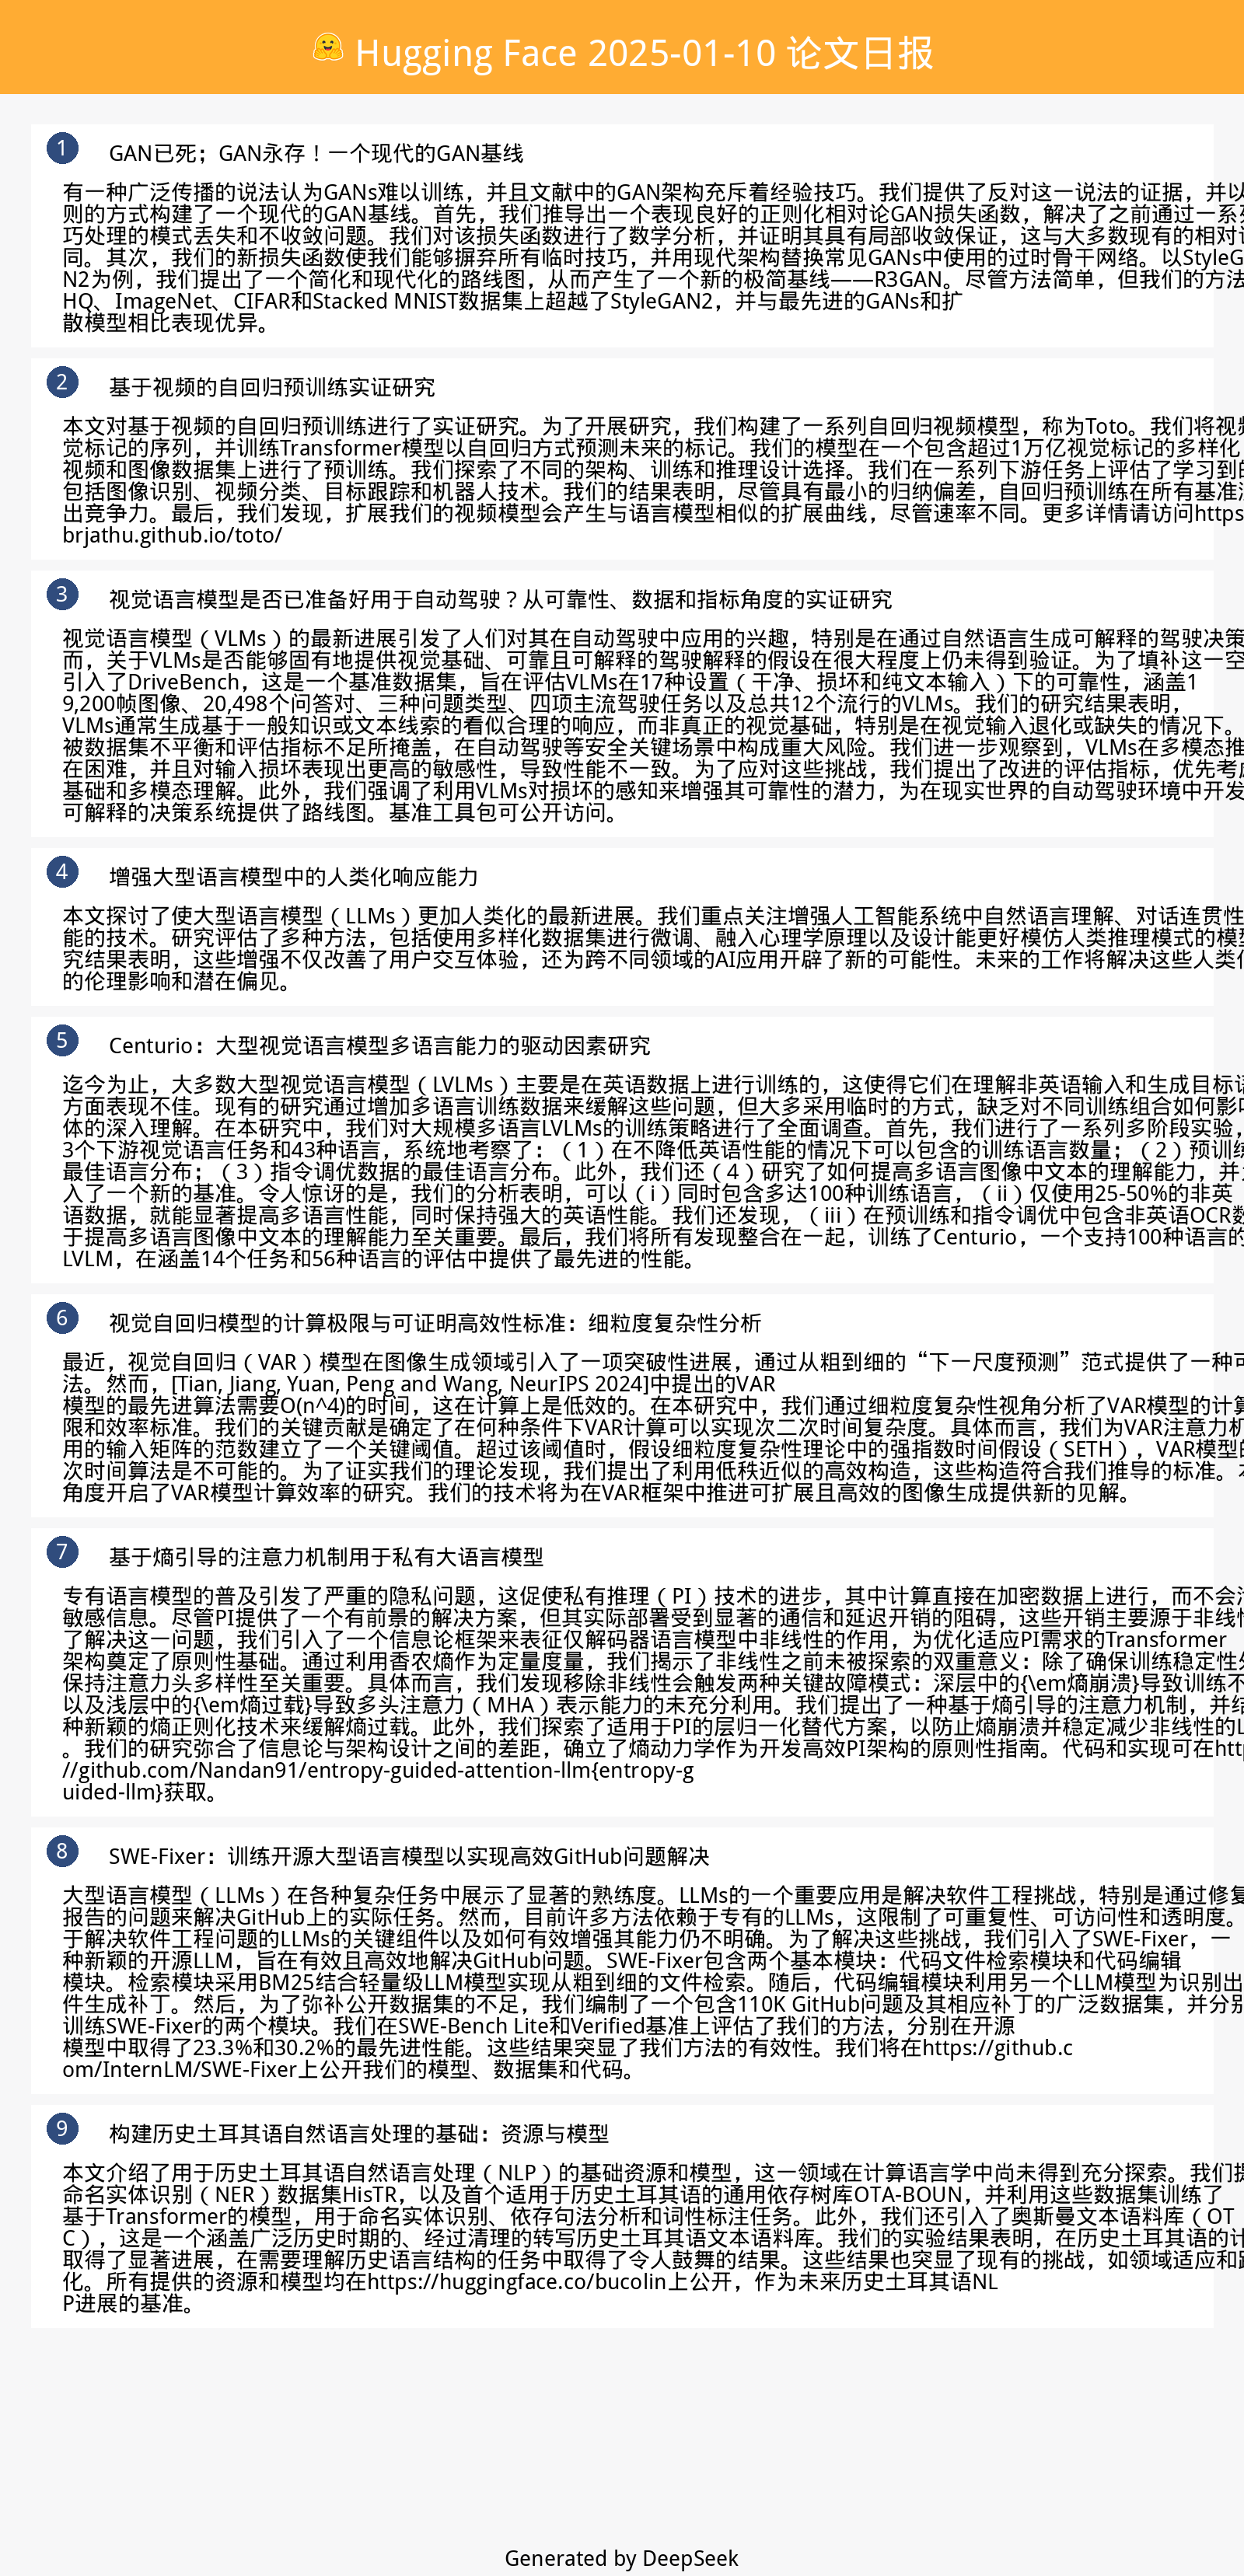 Hugging Face 2025-01-10 论文日报
1
GAN已死；GAN永存！一个现代的GAN基线
有一种广泛传播的说法认为GANs难以训练，并且文献中的GAN架构充斥着经验技巧。我们提供了反对这一说法的证据，并以
则的方式构建了一个现代的GAN基线。首先，我们推导出一个表现良好的正则化相对论GAN损失函数，解决了之前通过一系
巧处理的模式丢失和不收敛问题。我们对该损失函数进行了数学分析，并证明其具有局部收敛保证，这与大多数现有的相对
同。其次，我们的新损失函数使我们能够摒弃所有临时技巧，并用现代架构替换常见GANs中使用的过时骨干网络。以StyleG
N2为例，我们提出了一个简化和现代化的路线图，从而产生了一个新的极简基线——R3GAN。尽管方法简单，但我们的方法
HQ、ImageNet、CIFAR和Stacked MNIST数据集上超越了StyleGAN2，并与最先进的GANs和扩
散模型相比表现优异。
2
基于视频的自回归预训练实证研究
本文对基于视频的自回归预训练进行了实证研究。为了开展研究，我们构建了一系列自回归视频模型，称为Toto。我们将视频
觉标记的序列，并训练Transformer模型以自回归方式预测未来的标记。我们的模型在一个包含超过1万亿视觉标记的多样化
视频和图像数据集上进行了预训练。我们探索了不同的架构、训练和推理设计选择。我们在一系列下游任务上评估了学习到的
包括图像识别、视频分类、目标跟踪和机器人技术。我们的结果表明，尽管具有最小的归纳偏差，自回归预训练在所有基准
出竞争力。最后，我们发现，扩展我们的视频模型会产生与语言模型相似的扩展曲线，尽管速率不同。更多详情请访问https
brjathu.github.io/toto/
3
视觉语言模型是否已准备好用于自动驾驶？从可靠性、数据和指标角度的实证研究
视觉语言模型（VLMs）的最新进展引发了人们对其在自动驾驶中应用的兴趣，特别是在通过自然语言生成可解释的驾驶决策
而，关于VLMs是否能够固有地提供视觉基础、可靠且可解释的驾驶解释的假设在很大程度上仍未得到验证。为了填补这一空
引入了DriveBench，这是一个基准数据集，旨在评估VLMs在17种设置（干净、损坏和纯文本输入）下的可靠性，涵盖1
9,200帧图像、20,498个问答对、三种问题类型、四项主流驾驶任务以及总共12个流行的VLMs。我们的研究结果表明，
VLMs通常生成基于一般知识或文本线索的看似合理的响应，而非真正的视觉基础，特别是在视觉输入退化或缺失的情况下。
被数据集不平衡和评估指标不足所掩盖，在自动驾驶等安全关键场景中构成重大风险。我们进一步观察到，VLMs在多模态推
在困难，并且对输入损坏表现出更高的敏感性，导致性能不一致。为了应对这些挑战，我们提出了改进的评估指标，优先考虑
基础和多模态理解。此外，我们强调了利用VLMs对损坏的感知来增强其可靠性的潜力，为在现实世界的自动驾驶环境中开发
可解释的决策系统提供了路线图。基准工具包可公开访问。
4
增强大型语言模型中的人类化响应能力
本文探讨了使大型语言模型（LLMs）更加人类化的最新进展。我们重点关注增强人工智能系统中自然语言理解、对话连贯性
能的技术。研究评估了多种方法，包括使用多样化数据集进行微调、融入心理学原理以及设计能更好模仿人类推理模式的模型
究结果表明，这些增强不仅改善了用户交互体验，还为跨不同领域的AI应用开辟了新的可能性。未来的工作将解决这些人类化
的伦理影响和潜在偏见。
5
Centurio：大型视觉语言模型多语言能力的驱动因素研究
迄今为止，大多数大型视觉语言模型（LVLMs）主要是在英语数据上进行训练的，这使得它们在理解非英语输入和生成目标语
方面表现不佳。现有的研究通过增加多语言训练数据来缓解这些问题，但大多采用临时的方式，缺乏对不同训练组合如何影响
体的深入理解。在本研究中，我们对大规模多语言LVLMs的训练策略进行了全面调查。首先，我们进行了一系列多阶段实验，
3个下游视觉语言任务和43种语言，系统地考察了：（1）在不降低英语性能的情况下可以包含的训练语言数量；（2）预训练
最佳语言分布；（3）指令调优数据的最佳语言分布。此外，我们还（4）研究了如何提高多语言图像中文本的理解能力，并
入了一个新的基准。令人惊讶的是，我们的分析表明，可以（i）同时包含多达100种训练语言，（ii）仅使用25-50%的非英
语数据，就能显著提高多语言性能，同时保持强大的英语性能。我们还发现，（iii）在预训练和指令调优中包含非英语OCR数
于提高多语言图像中文本的理解能力至关重要。最后，我们将所有发现整合在一起，训练了Centurio，一个支持100种语言的
LVLM，在涵盖14个任务和56种语言的评估中提供了最先进的性能。
6
视觉自回归模型的计算极限与可证明高效性标准：细粒度复杂性分析
最近，视觉自回归（VAR）模型在图像生成领域引入了一项突破性进展，通过从粗到细的“下一尺度预测”范式提供了一种可
法。然而，[Tian, Jiang, Yuan, Peng and Wang, NeurIPS 2024]中提出的VAR
模型的最先进算法需要O(n^4)的时间，这在计算上是低效的。在本研究中，我们通过细粒度复杂性视角分析了VAR模型的计算
限和效率标准。我们的关键贡献是确定了在何种条件下VAR计算可以实现次二次时间复杂度。具体而言，我们为VAR注意力机
用的输入矩阵的范数建立了一个关键阈值。超过该阈值时，假设细粒度复杂性理论中的强指数时间假设（SETH），VAR模型的
次时间算法是不可能的。为了证实我们的理论发现，我们提出了利用低秩近似的高效构造，这些构造符合我们推导的标准。本
角度开启了VAR模型计算效率的研究。我们的技术将为在VAR框架中推进可扩展且高效的图像生成提供新的见解。
7
基于熵引导的注意力机制用于私有大语言模型
专有语言模型的普及引发了严重的隐私问题，这促使私有推理（PI）技术的进步，其中计算直接在加密数据上进行，而不会
敏感信息。尽管PI提供了一个有前景的解决方案，但其实际部署受到显著的通信和延迟开销的阻碍，这些开销主要源于非线性
了解决这一问题，我们引入了一个信息论框架来表征仅解码器语言模型中非线性的作用，为优化适应PI需求的Transformer
架构奠定了原则性基础。通过利用香农熵作为定量度量，我们揭示了非线性之前未被探索的双重意义：除了确保训练稳定性
保持注意力头多样性至关重要。具体而言，我们发现移除非线性会触发两种关键故障模式：深层中的{\em熵崩溃}导致训练不
以及浅层中的{\em熵过载}导致多头注意力（MHA）表示能力的未充分利用。我们提出了一种基于熵引导的注意力机制，并结
种新颖的熵正则化技术来缓解熵过载。此外，我们探索了适用于PI的层归一化替代方案，以防止熵崩溃并稳定减少非线性的L
。我们的研究弥合了信息论与架构设计之间的差距，确立了熵动力学作为开发高效PI架构的原则性指南。代码和实现可在http
//github.com/Nandan91/entropy-guided-attention-llm{entropy-g
uided-llm}获取。
8
SWE-Fixer：训练开源大型语言模型以实现高效GitHub问题解决
大型语言模型（LLMs）在各种复杂任务中展示了显著的熟练度。LLMs的一个重要应用是解决软件工程挑战，特别是通过修复
报告的问题来解决GitHub上的实际任务。然而，目前许多方法依赖于专有的LLMs，这限制了可重复性、可访问性和透明度。
于解决软件工程问题的LLMs的关键组件以及如何有效增强其能力仍不明确。为了解决这些挑战，我们引入了SWE-Fixer，一
种新颖的开源LLM，旨在有效且高效地解决GitHub问题。SWE-Fixer包含两个基本模块：代码文件检索模块和代码编辑
模块。检索模块采用BM25结合轻量级LLM模型实现从粗到细的文件检索。随后，代码编辑模块利用另一个LLM模型为识别出
件生成补丁。然后，为了弥补公开数据集的不足，我们编制了一个包含110K GitHub问题及其相应补丁的广泛数据集，并分别
训练SWE-Fixer的两个模块。我们在SWE-Bench Lite和Verified基准上评估了我们的方法，分别在开源
模型中取得了23.3%和30.2%的最先进性能。这些结果突显了我们方法的有效性。我们将在https://github.c
om/InternLM/SWE-Fixer上公开我们的模型、数据集和代码。
9
构建历史土耳其语自然语言处理的基础：资源与模型
本文介绍了用于历史土耳其语自然语言处理（NLP）的基础资源和模型，这一领域在计算语言学中尚未得到充分探索。我们提
命名实体识别（NER）数据集HisTR，以及首个适用于历史土耳其语的通用依存树库OTA-BOUN，并利用这些数据集训练了
基于Transformer的模型，用于命名实体识别、依存句法分析和词性标注任务。此外，我们还引入了奥斯曼文本语料库（OT
C），这是一个涵盖广泛历史时期的、经过清理的转写历史土耳其语文本语料库。我们的实验结果表明，在历史土耳其语的计
取得了显著进展，在需要理解历史语言结构的任务中取得了令人鼓舞的结果。这些结果也突显了现有的挑战，如领域适应和跨
化。所有提供的资源和模型均在https://huggingface.co/bucolin上公开，作为未来历史土耳其语NL
P进展的基准。
Generated by DeepSeek